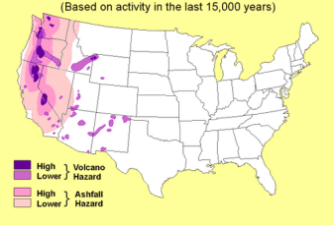 (Based on activity in the last 15,000 years)
High } Volcano
Lower } Hazard
High } Ashfall
Lower } Hazard